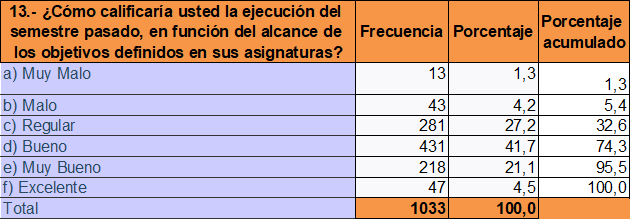 13.- ¿Cómo calificaría usted la ejecución del semestre pasado, en función del alcance de los objetivos definidos en sus asignaturas? Frecuencia Porcentaje Porcentaje acumulado
a) Muy Malo 13 1,3 1,3
b) Malo 43 4,2 5,4
c) Regular 281 27,2 32,6
d) Bueno 431 41,7 74,3
e) Muy Bueno 218 21,1 95,5
f) Excelente 47 4,5 100,0
Total 1033 100,0